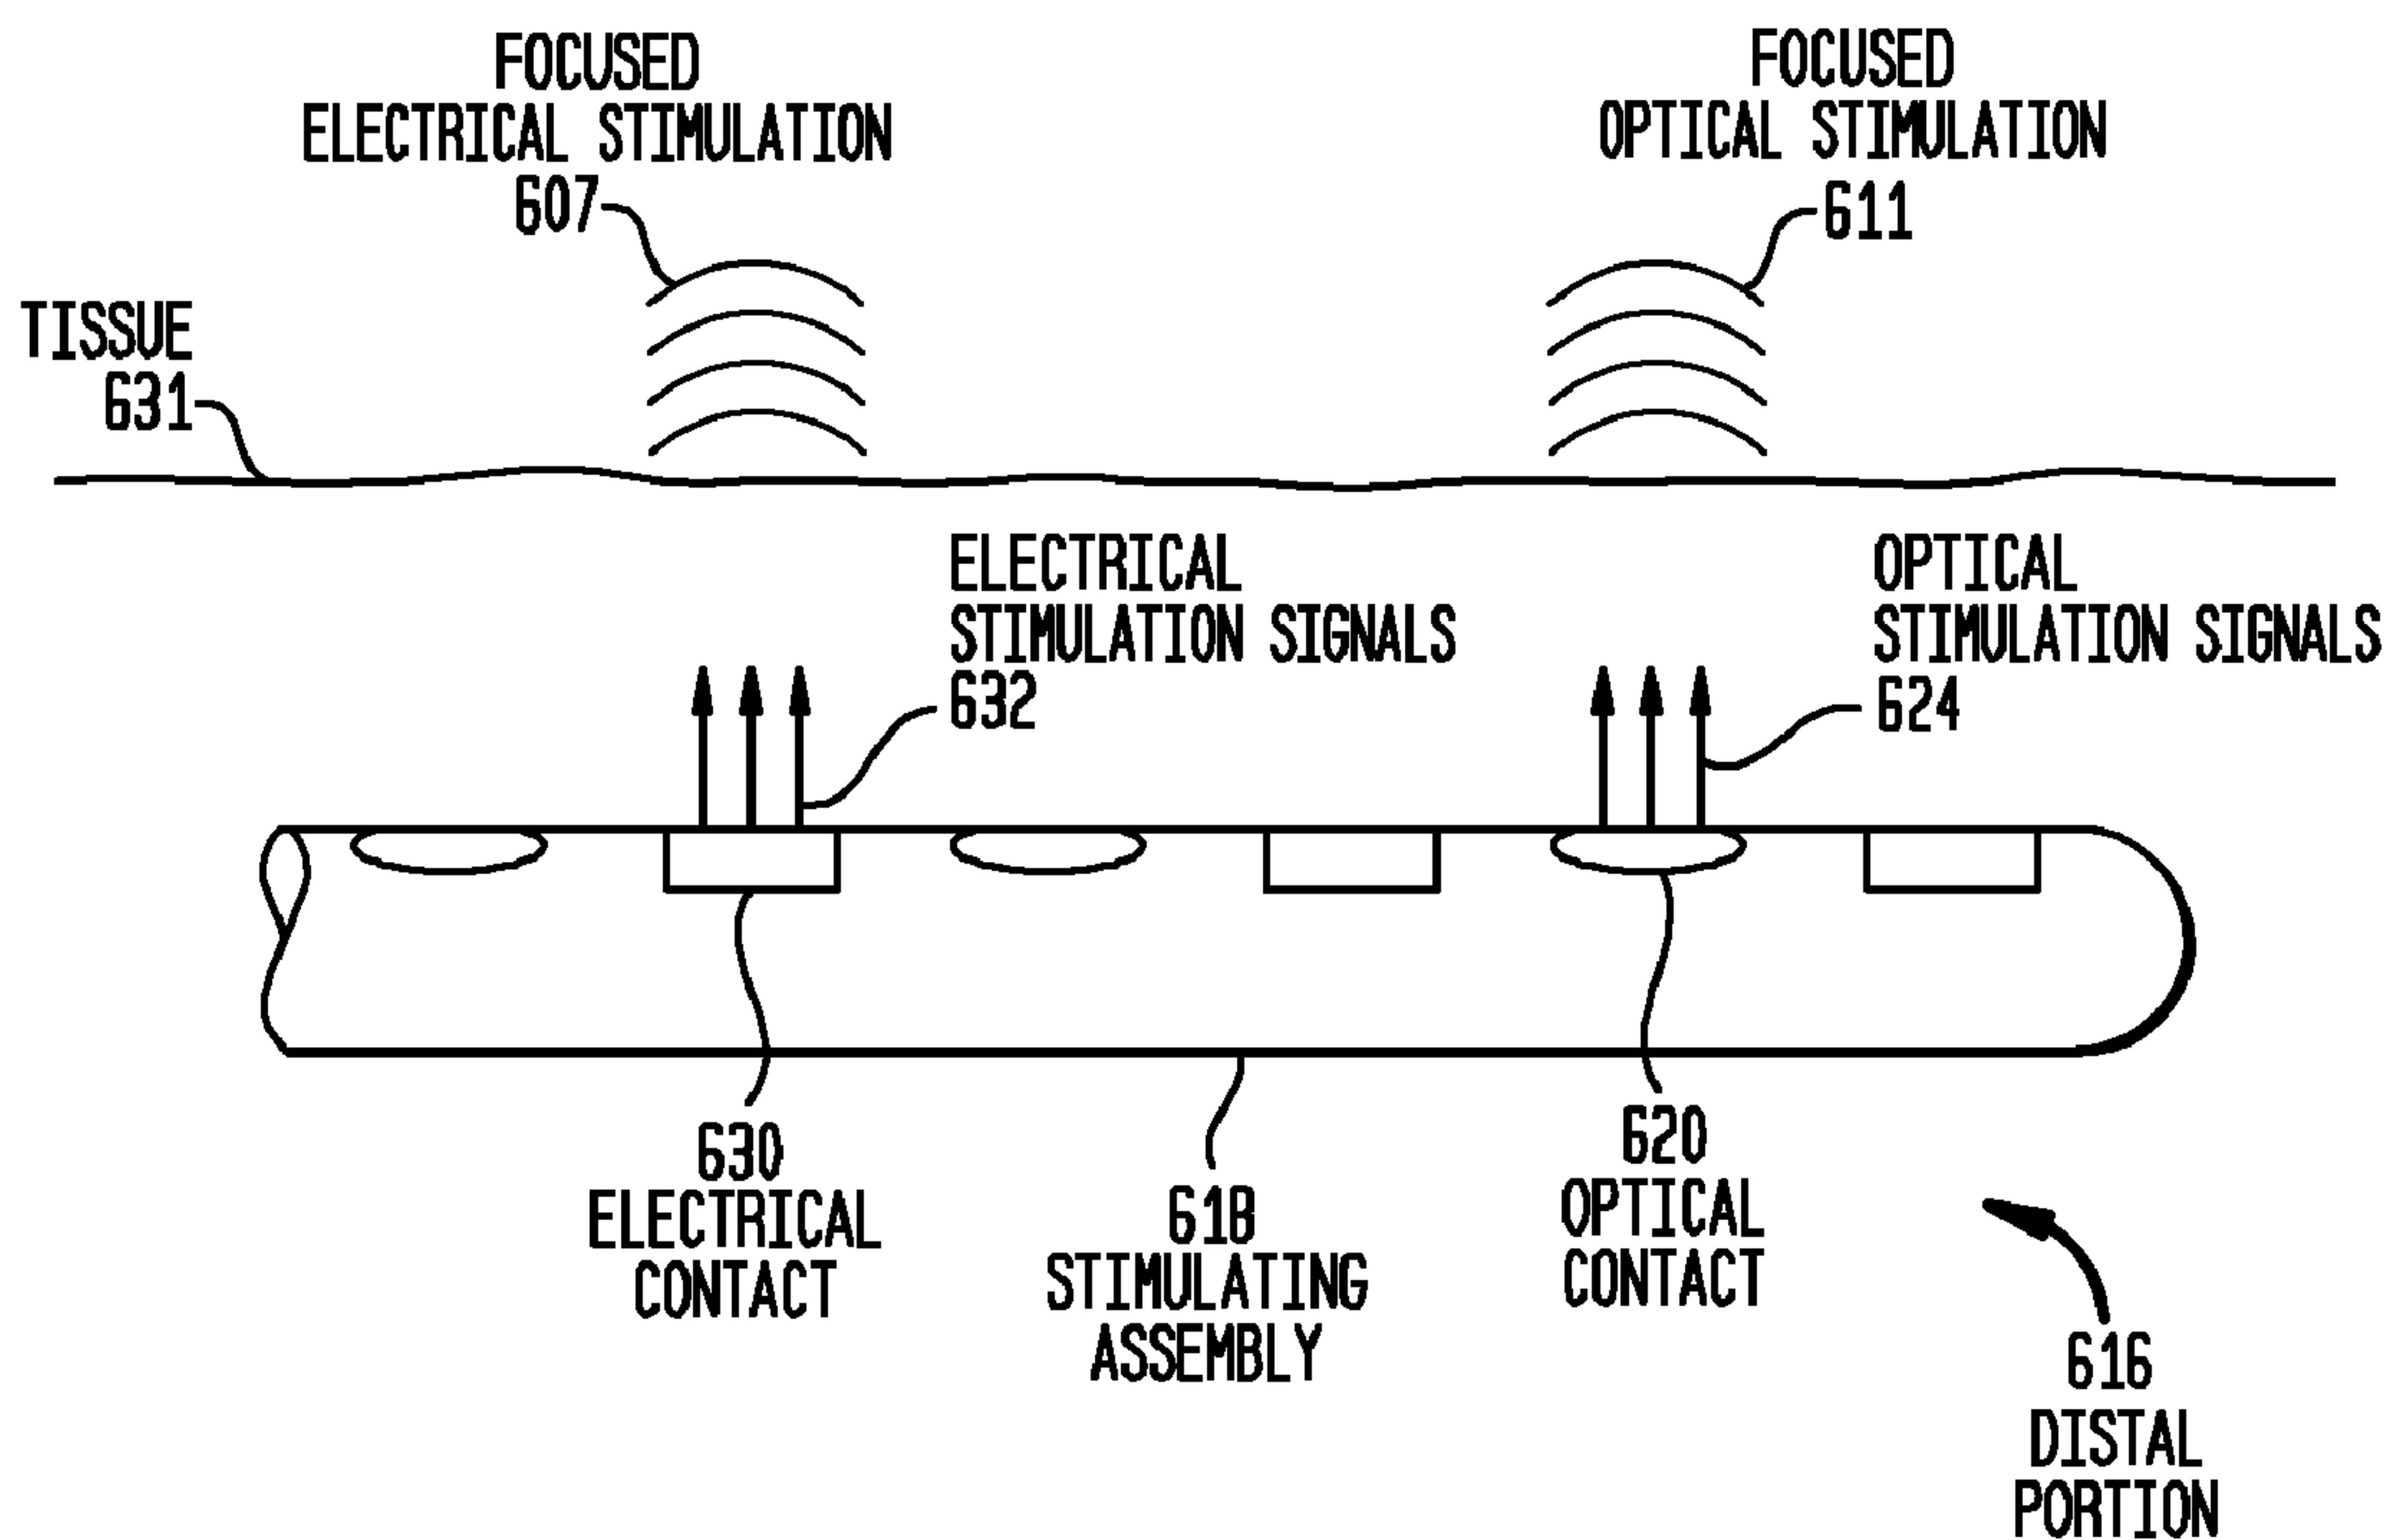 FOCUSED
ELECTRICAL STIMULATION
607
FOCUSED
OPTICAL STIMULATION
611
TISSUE
631
ELECTRICAL
STIMULATION SIGNALS
632
OPTICAL
STIMULATION SIGNALS
624
630
ELECTRICAL
CONTACT
618
STIMULATING
ASSEMBLY
620
OPTICAL
CONTACT
616
DISTAL
PORTION